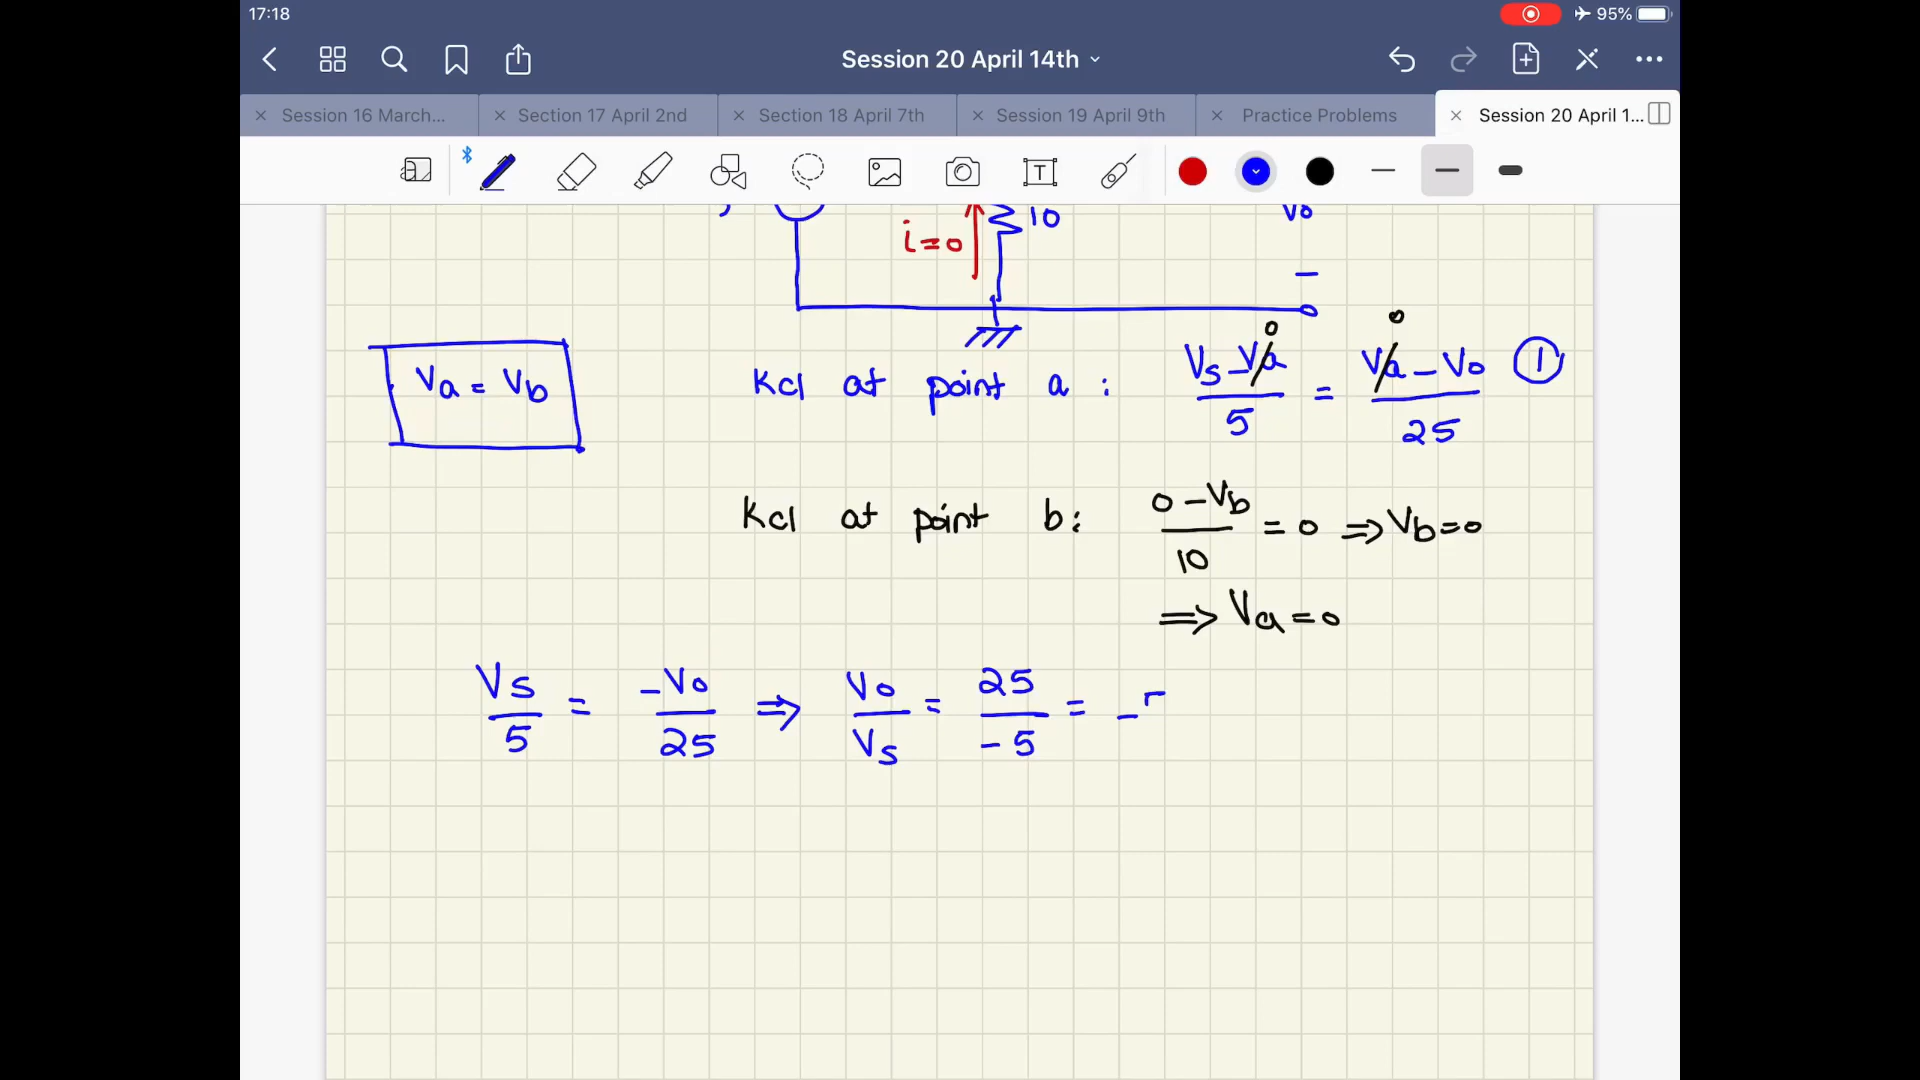 17:18
95%
Session 20 April 14th
Session 16 March...
Section 17 April 2nd
Section 18 April 7th
Session 19 April 9th
Practice Problems
Session 20 April 1...
T
i=0
10
Vo
−
Va = Vb
Kcl at point a : (Vs − Va)/5 = (Va − Vo)/25 ①
0 0
Kcl at point b: (0 − Vb)/10 = 0 ⇒ Vb=0
⇒ Va = 0
Vs/5 = −Vo/25 ⇒ Vo/Vs = 25/−5 = −